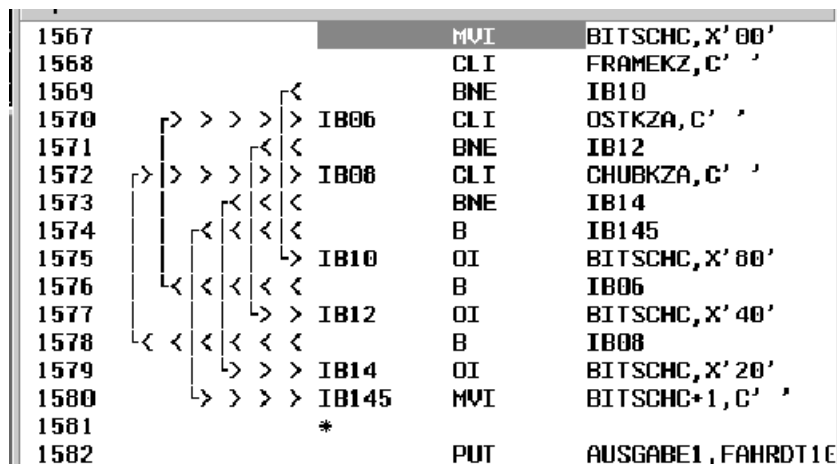 1567 MVI BITSCHC,X'00'
1568 CLI FRAMEKZ,C' '
1569 BNE IB10
1570 IB06 CLI OSTKZA,C' '
1571 BNE IB12
1572 IB08 CLI CHUBKZA,C' '
1573 BNE IB14
1574 B IB145
1575 IB10 OI BITSCHC,X'80'
1576 B IB06
1577 IB12 OI BITSCHC,X'40'
1578 B IB08
1579 IB14 OI BITSCHC,X'20'
1580 IB145 MVI BITSCHC+1,C' '
1581 *
1582 PUT AUSGABE1,FAHRDT1